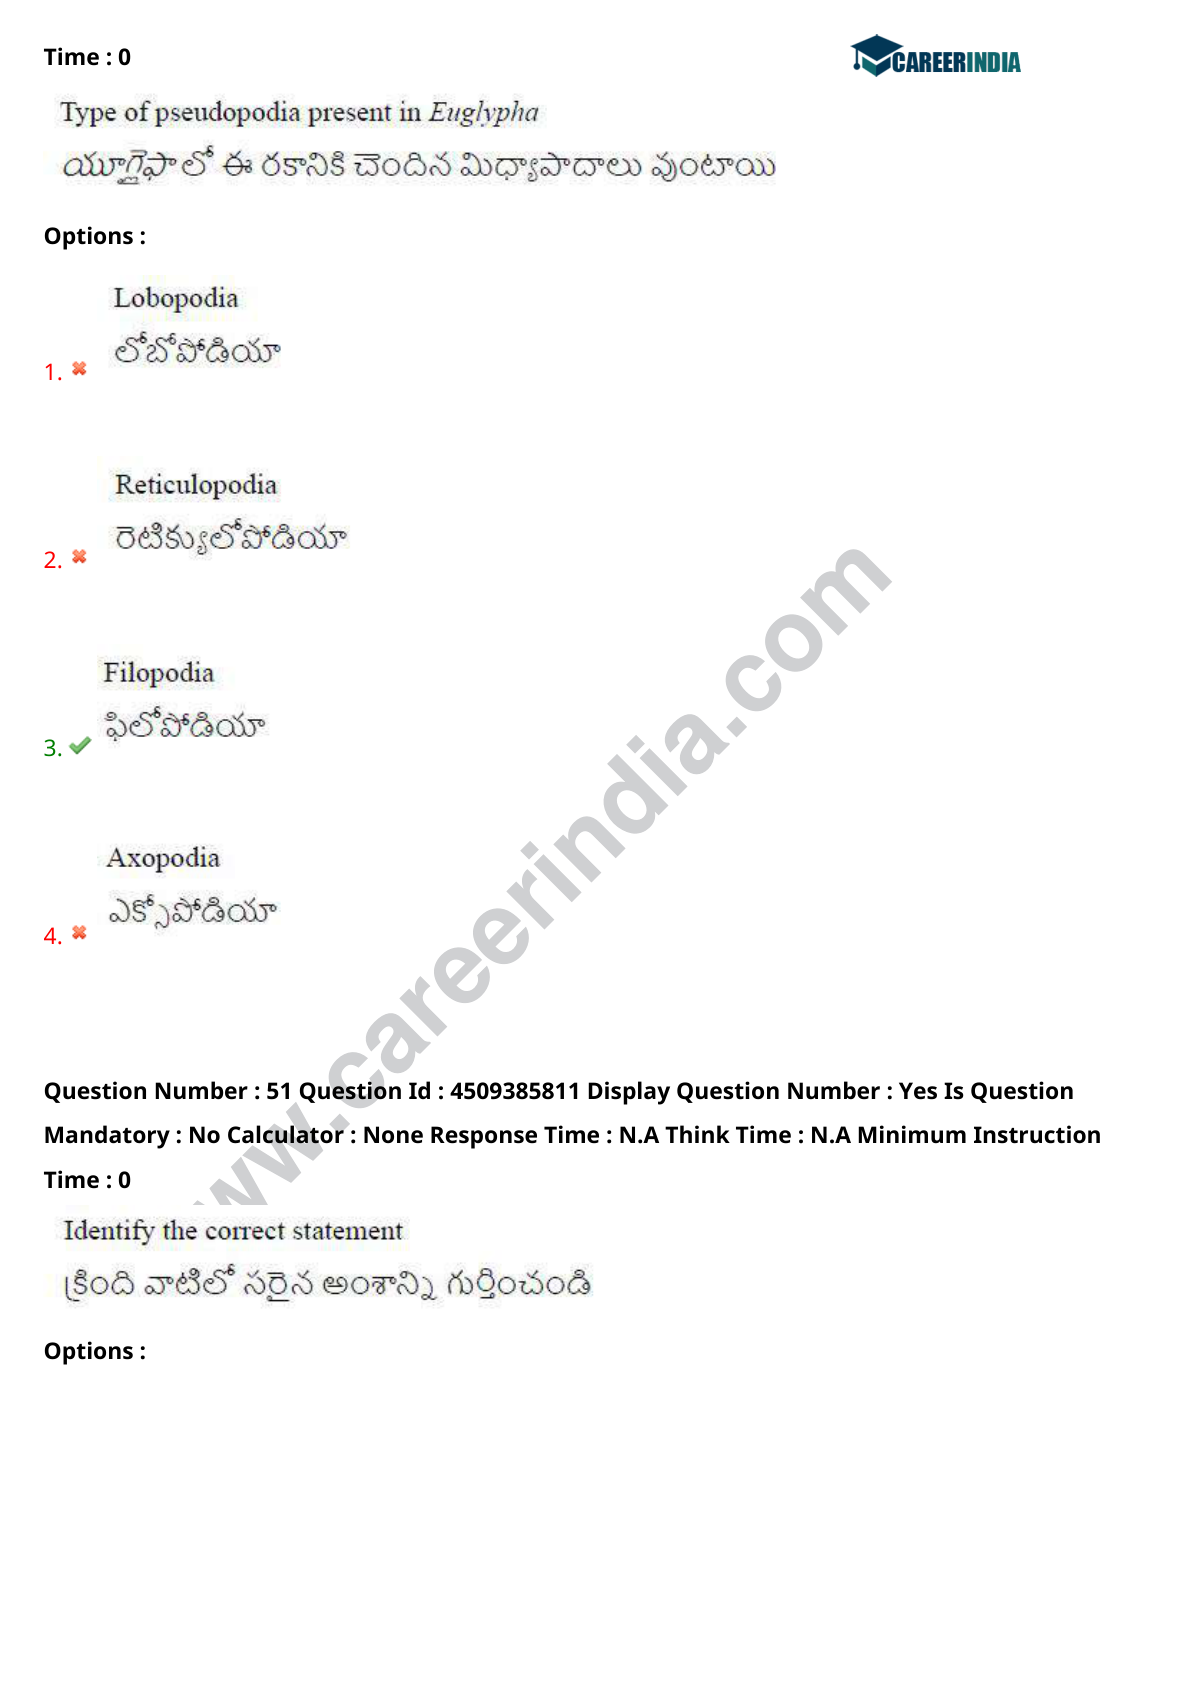 Time : 0
CAREERINDIA
Type of pseudopodia present in Euglypha
యూగ్లైఫాలో ఈ రకానికి చెందిన మిధ్యాపాదాలు వుంటాయి
Options :
Lobopodia
లోబోపోడియా
1.
Reticulopodia
రెటిక్యులోపోడియా
2.
Filopodia
ఫిలోపోడియా
3.
Axopodia
ఎక్సోపోడియా
4.
www.careerindia.com
Question Number : 51 Question Id : 4509385811 Display Question Number : Yes Is Question
Mandatory : No Calculator : None Response Time : N.A Think Time : N.A Minimum Instruction
Time : 0
Identify the correct statement
క్రింది వాటిలో సరైన అంశాన్ని గుర్తించండి
Options :